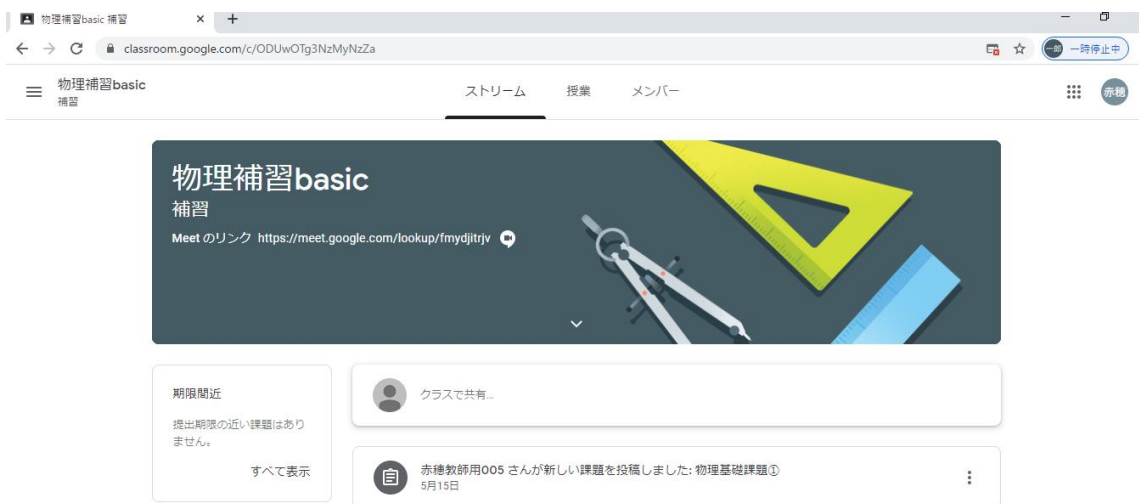 物理補習basic 補習
classroom.google.com/c/ODUwOTg3NzMyNzZa
一郎 一時停止中
物理補習basic
補習
ストリーム 授業 メンバー
赤穂
物理補習basic
補習
Meet のリンク https://meet.google.com/lookup/fmydjitrjv
期限間近
提出期限の近い課題はあり
ません。
すべて表示
クラスで共有...
赤穂教師用005 さんが新しい課題を投稿しました: 物理基礎課題①
5月15日